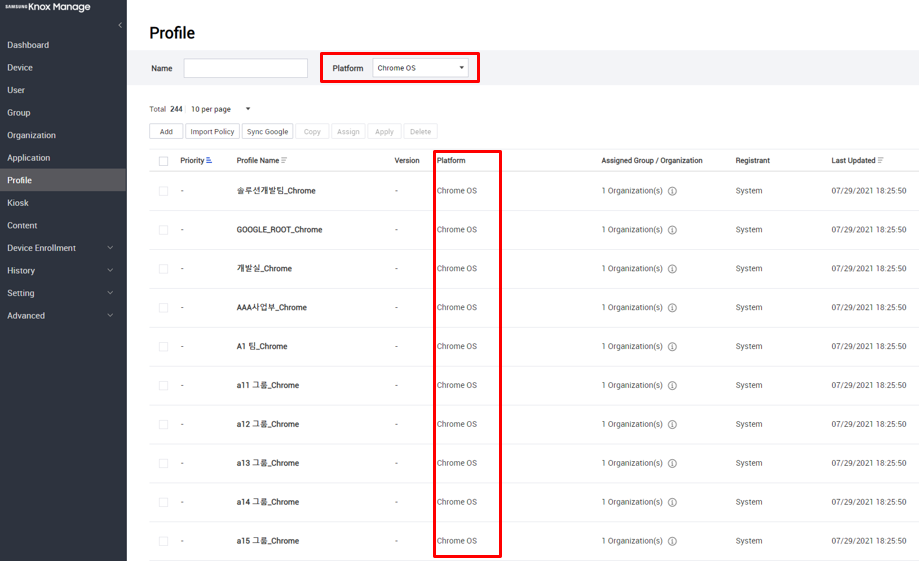 SAMSUNG Knox Manage
Dashboard
Device
User
Group
Organization
Application
Profile
Kiosk
Content
Device Enrollment
History
Setting
Advanced
Profile
Name Platform Chrome OS
Total 244 10 per page
Add Import Policy Sync Google Copy Assign Apply Delete
Priority Profile Name Version Platform Assigned Group / Organization Registrant Last Updated
- 솔루션개발팀_Chrome - Chrome OS 1 Organization(s) System 07/29/2021 18:25:50
- GOOGLE_ROOT_Chrome - Chrome OS 1 Organization(s) System 07/29/2021 18:25:50
- 개발실_Chrome - Chrome OS 1 Organization(s) System 07/29/2021 18:25:50
- AAA사업부_Chrome - Chrome OS 1 Organization(s) System 07/29/2021 18:25:50
- A1 팀_Chrome - Chrome OS 1 Organization(s) System 07/29/2021 18:25:50
- a11 그룹_Chrome - Chrome OS 1 Organization(s) System 07/29/2021 18:25:50
- a12 그룹_Chrome - Chrome OS 1 Organization(s) System 07/29/2021 18:25:50
- a13 그룹_Chrome - Chrome OS 1 Organization(s) System 07/29/2021 18:25:50
- a14 그룹_Chrome - Chrome OS 1 Organization(s) System 07/29/2021 18:25:50
- a15 그룹_Chrome - Chrome OS 1 Organization(s) System 07/29/2021 18:25:50